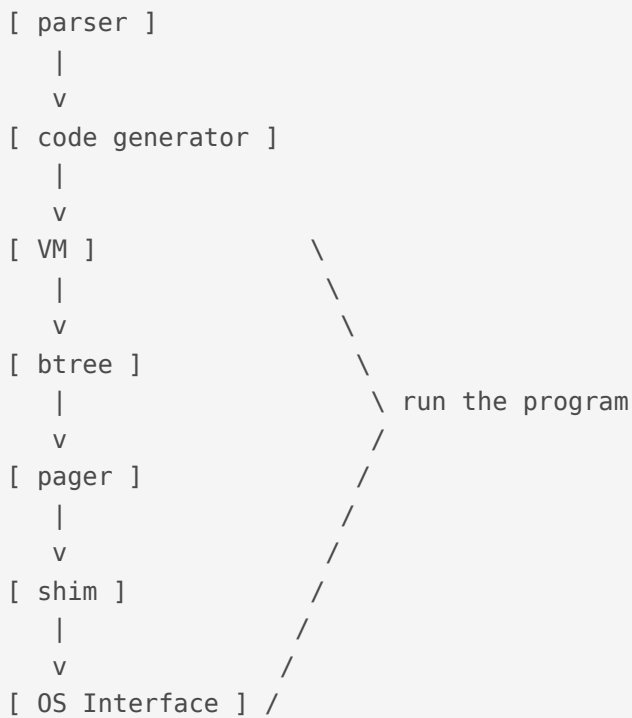 [ parser ]
|
v
[ code generator ]
|
v
[ VM ] \
| \
v \
[ btree ] \
| \ run the program
v /
[ pager ] /
| /
v /
[ shim ] /
| /
v /
[ OS Interface ] /